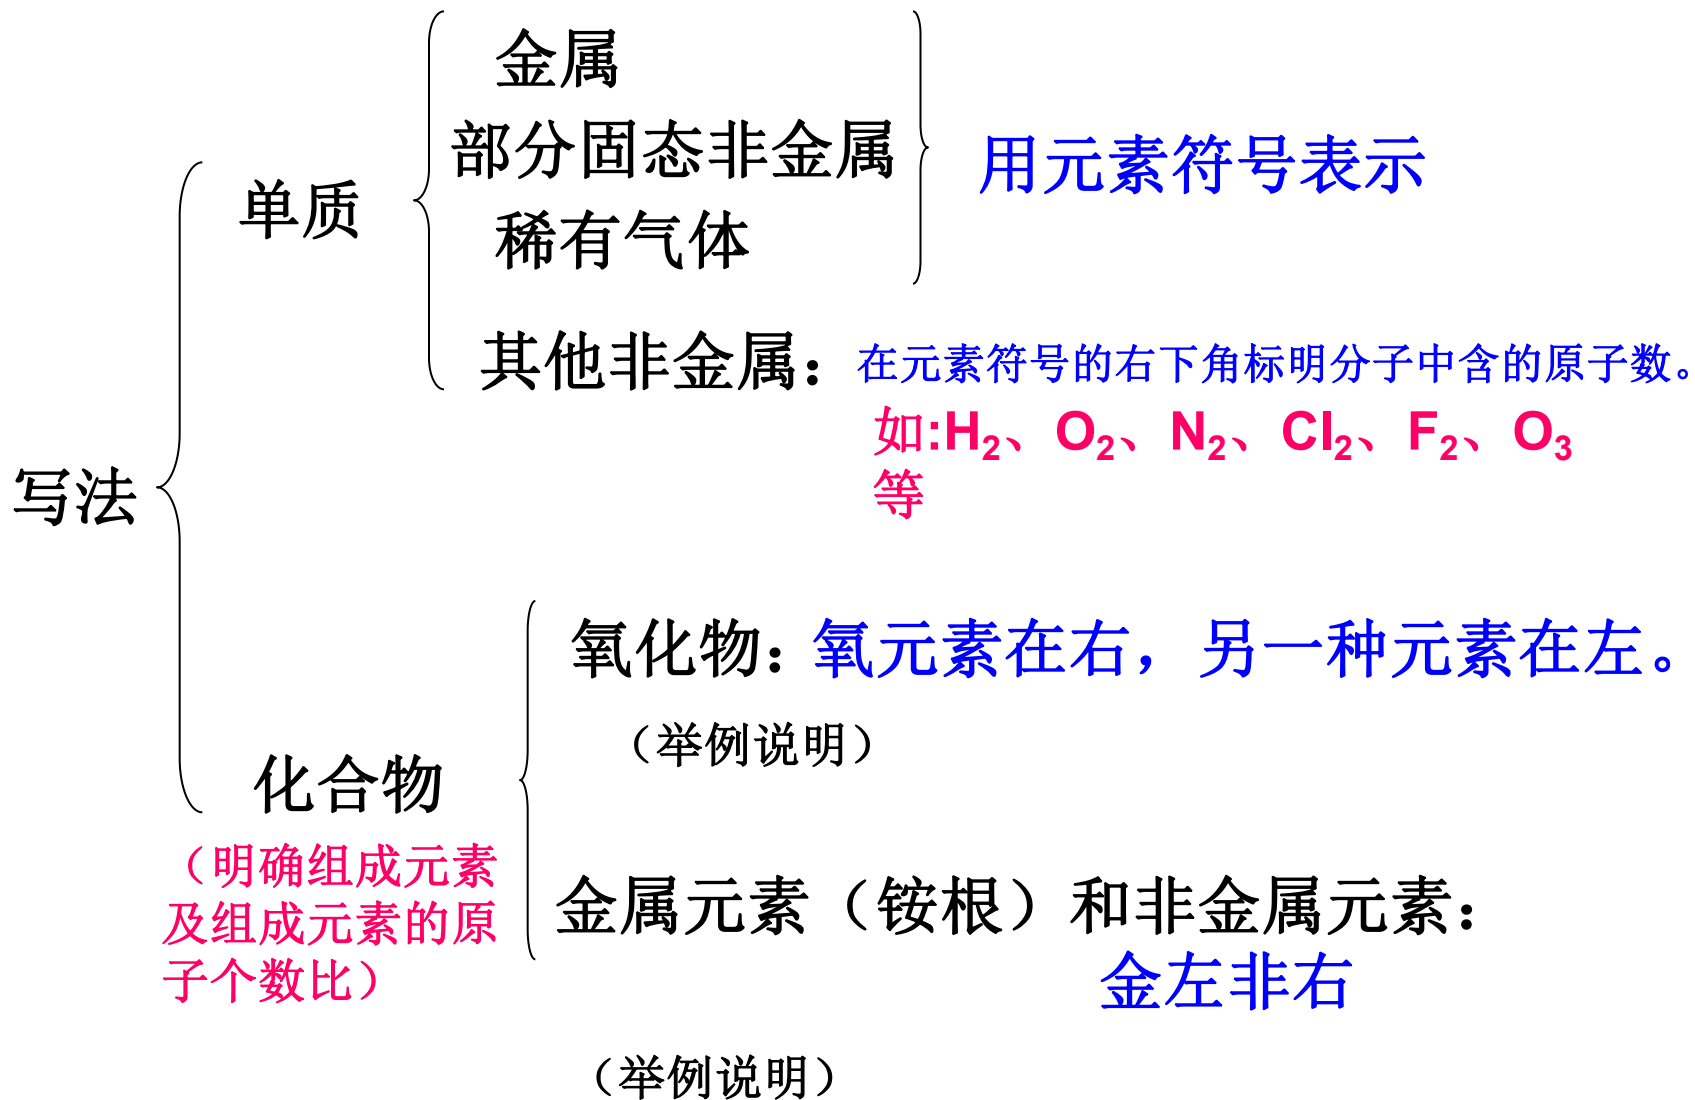 写法
单质
金属
部分固态非金属
稀有气体
用元素符号表示
其他非金属：在元素符号的右下角标明分子中含的原子数。
如:H₂、O₂、N₂、Cl₂、F₂、O₃
等
化合物
（明确组成元素
及组成元素的原
子个数比）
氧化物：氧元素在右，另一种元素在左。
（举例说明）
金属元素（铵根）和非金属元素：
金左非右
（举例说明）